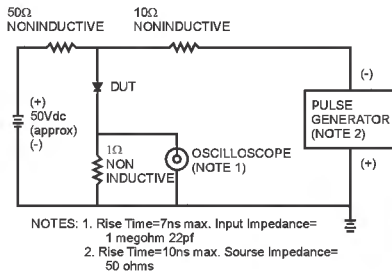 50Ω
NONINDUCTIVE
10Ω
NONINDUCTIVE
(-)
DUT
(+)
50Vdc
(approx)
(-)
PULSE
GENERATOR
(NOTE 2)
1Ω
NON
INDUCTIVE
OSCILLOSCOPE
(NOTE 1)
(+)
NOTES: 1. Rise Time=7ns max. Input Impedance=
1 megohm 22pf
2. Rise Time=10ns max. Sourse Impedance=
50 ohms